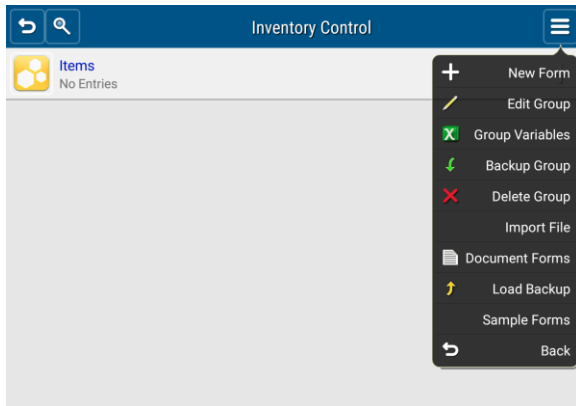 Inventory Control
Items
No Entries
New Form
Edit Group
X Group Variables
Backup Group
Delete Group
Import File
Document Forms
Load Backup
Sample Forms
Back